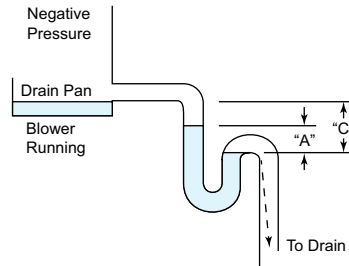 Negative
Pressure
Drain Pan
Blower
Running
"A"
"C
To Drain